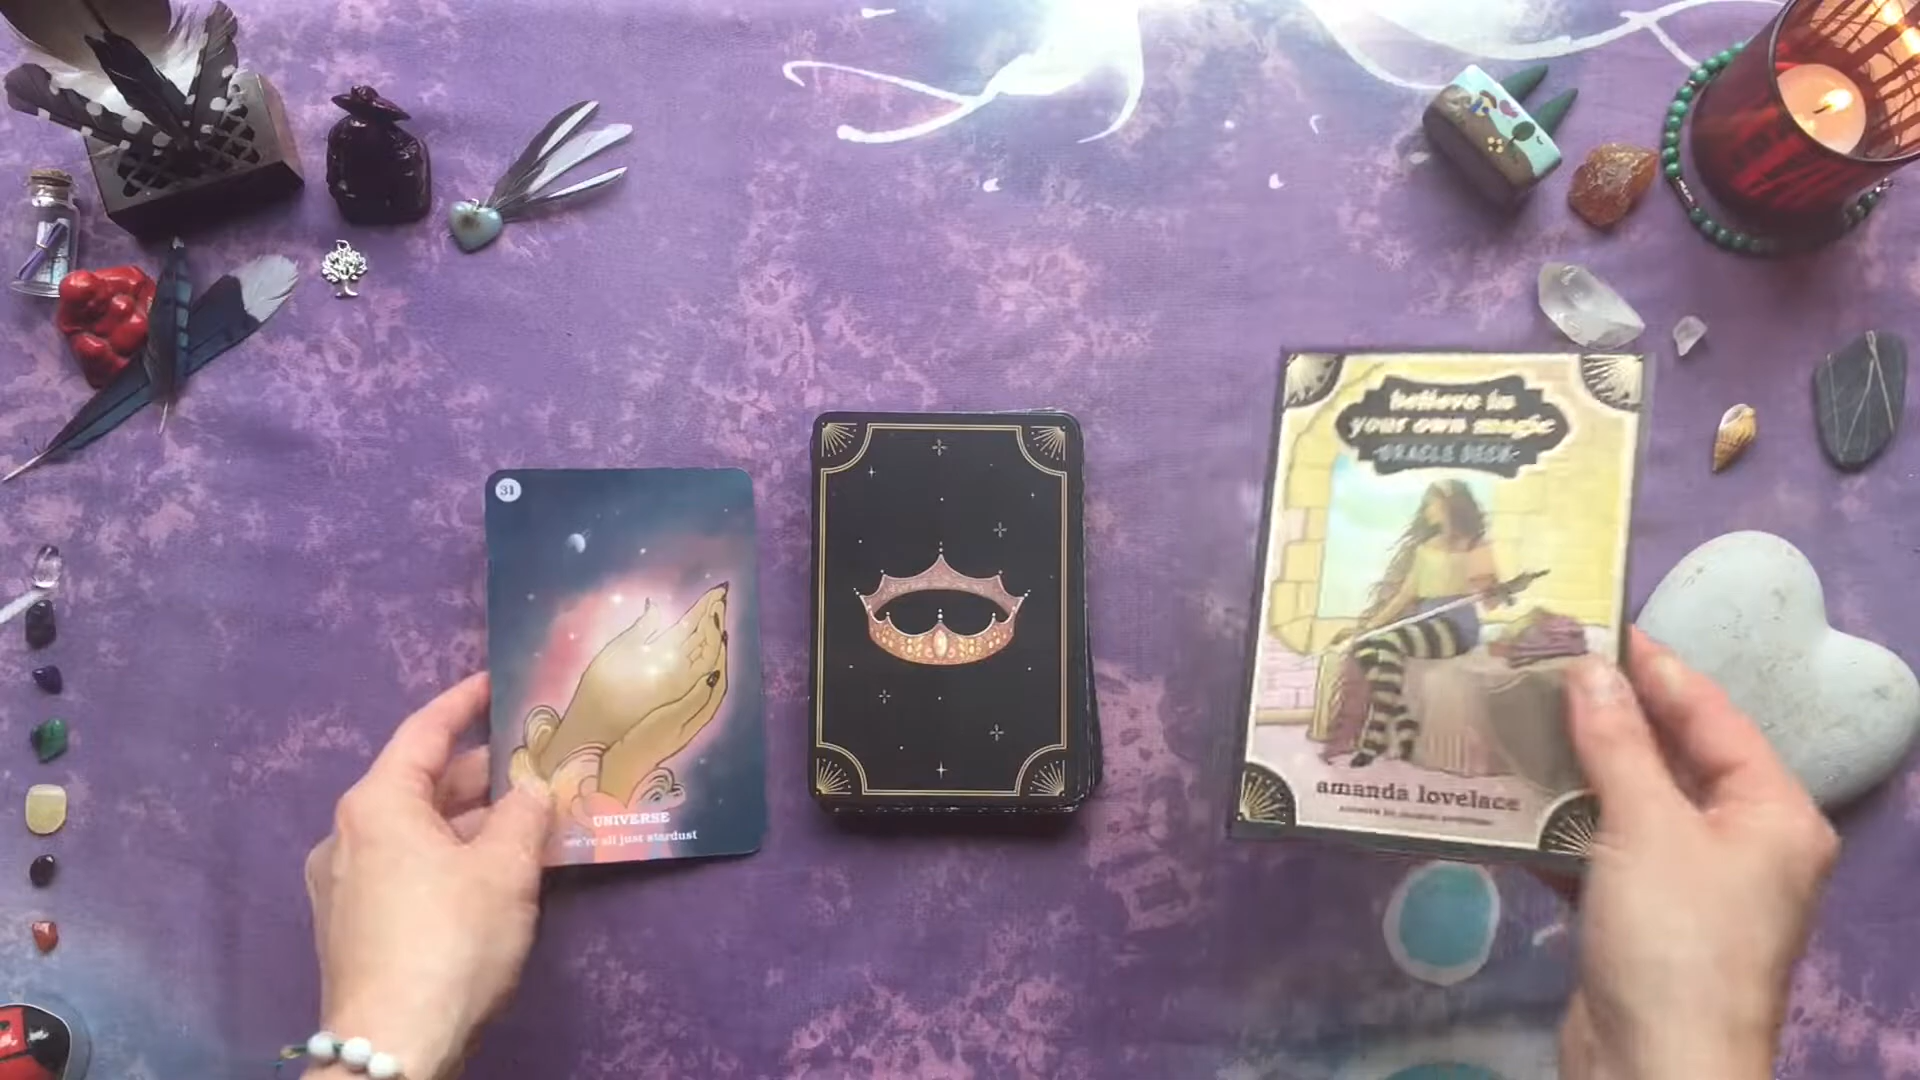 31
UNIVERSE
we're all just stardust
believe in
your own magic
ORACLE DECK
amanda lovelace